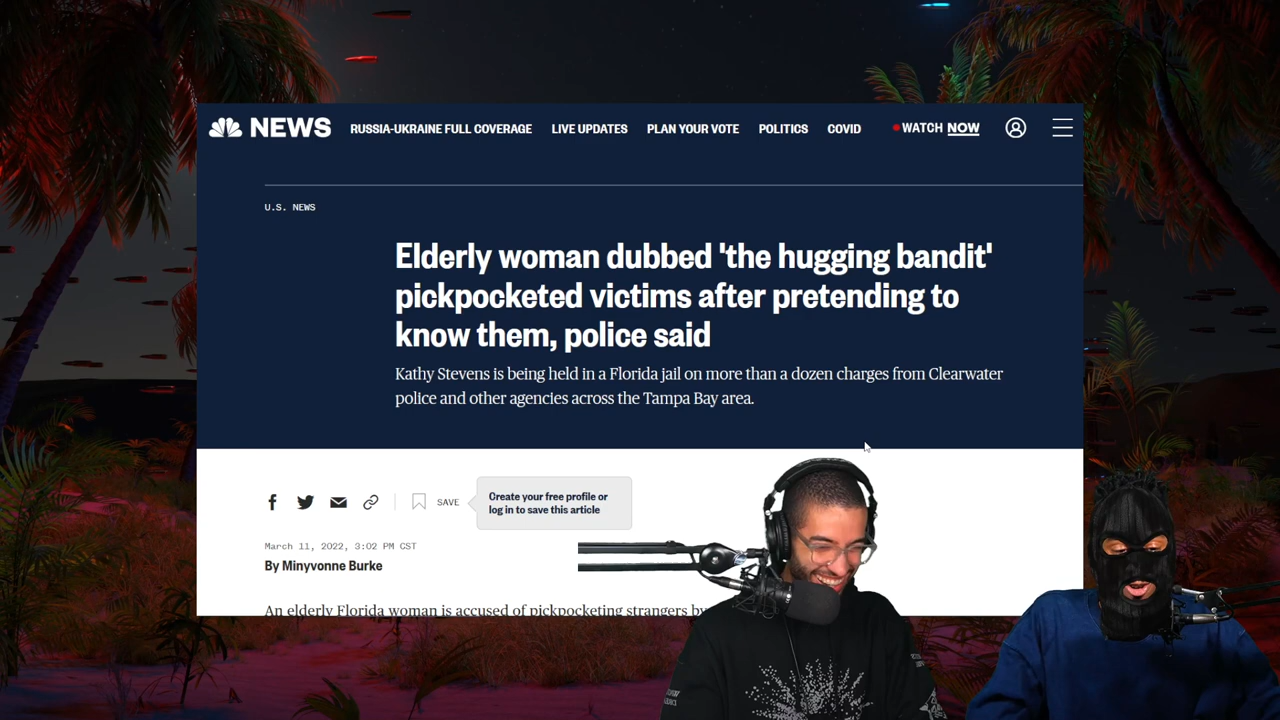 NEWS RUSSIA-UKRAINE FULL COVERAGE LIVE UPDATES PLAN YOUR VOTE POLITICS COVID WATCH NOW
U.S. NEWS
Elderly woman dubbed 'the hugging bandit'
pickpocketed victims after pretending to
know them, police said
Kathy Stevens is being held in a Florida jail on more than a dozen charges from Clearwater
police and other agencies across the Tampa Bay area.
SAVE
Create your free profile or
log in to save this article
March 11, 2022, 3:02 PM CST
By Minyvonne Burke
An elderly Florida woman is accused of pickpocketing strangers by